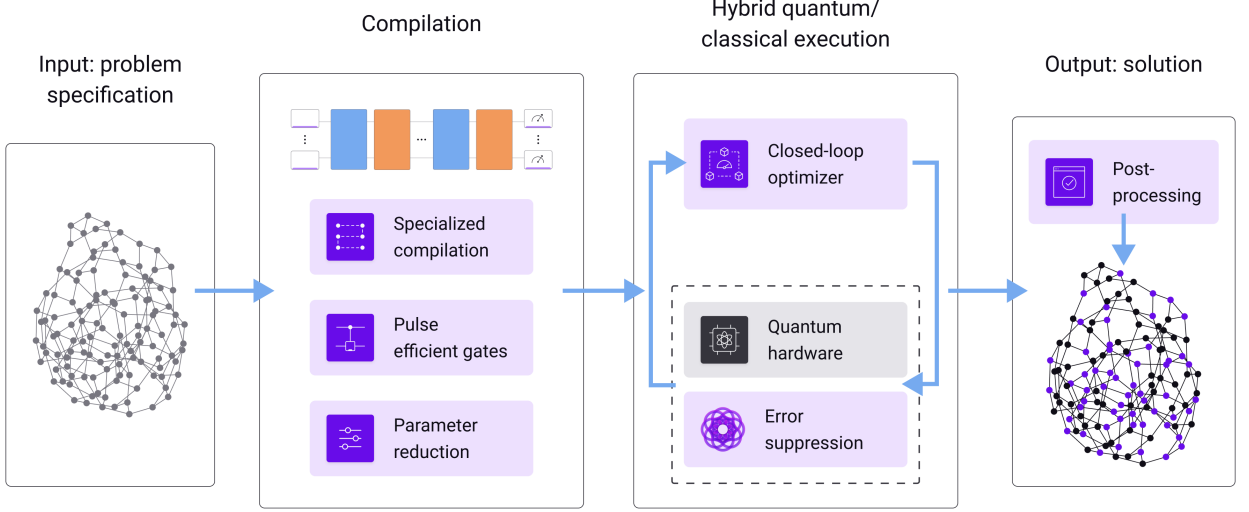 Input: problem
specification
Compilation
...
Specialized
compilation
Pulse
efficient gates
Parameter
reduction
Hybrid quantum/
classical execution
Closed-loop
optimizer
Quantum
hardware
Error
suppression
Output: solution
Post-
processing